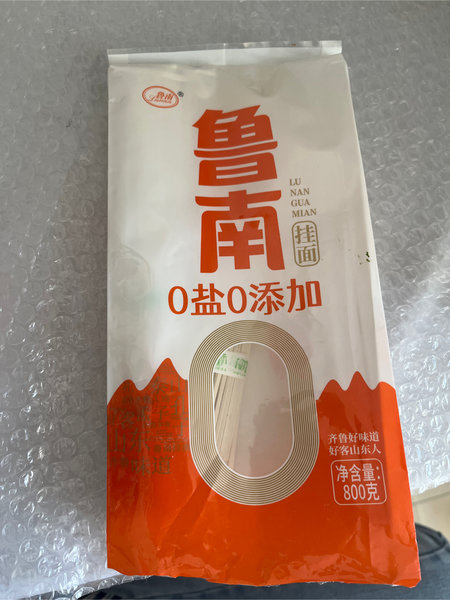 鲁南
鲁南
LU
NAN
GUA
MIAN
挂面
0盐0添加
齐鲁好味道
好客山东人
净含量:
800克